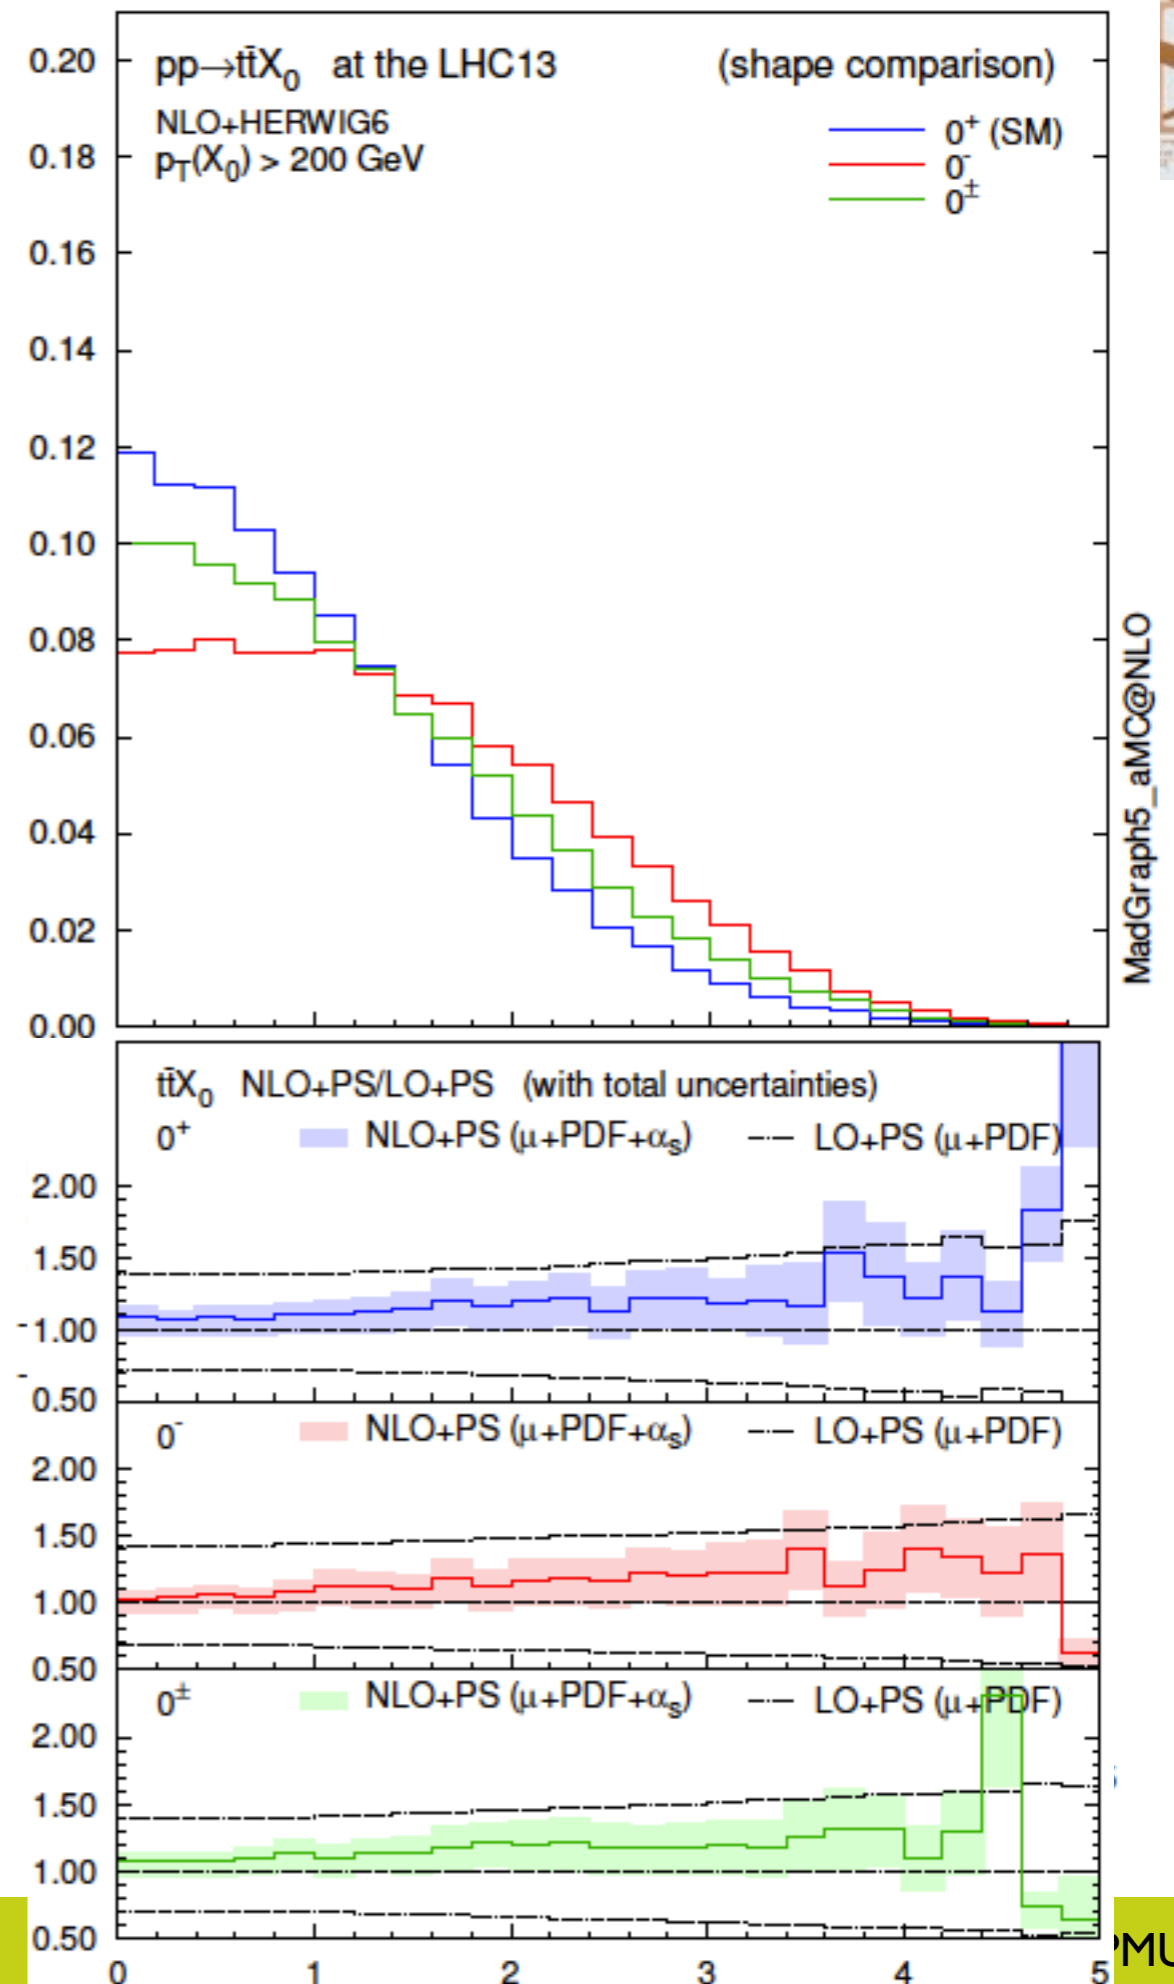 0.20
pp→tt̄X₀ at the LHC13 (shape comparison)
NLO+HERWIG6
0⁺ (SM)
0.18
p_T(X₀) > 200 GeV
0⁻
0±
0.16
0.14
0.12
0.10
0.08
0.06
0.04
0.02
0.00
MadGraph5_aMC@NLO
tt̄X₀ NLO+PS/LO+PS (with total uncertainties)
0⁺ NLO+PS (μ+PDF+αₛ) LO+PS (μ+PDF)
2.00
1.50
1.00
0.50
0⁻ NLO+PS (μ+PDF+αₛ) LO+PS (μ+PDF)
2.00
1.50
1.00
0.50
0± NLO+PS (μ+PDF+αₛ) LO+PS (μ+PDF)
2.00
1.50
1.00
0.50
0 1 2 3 4 5